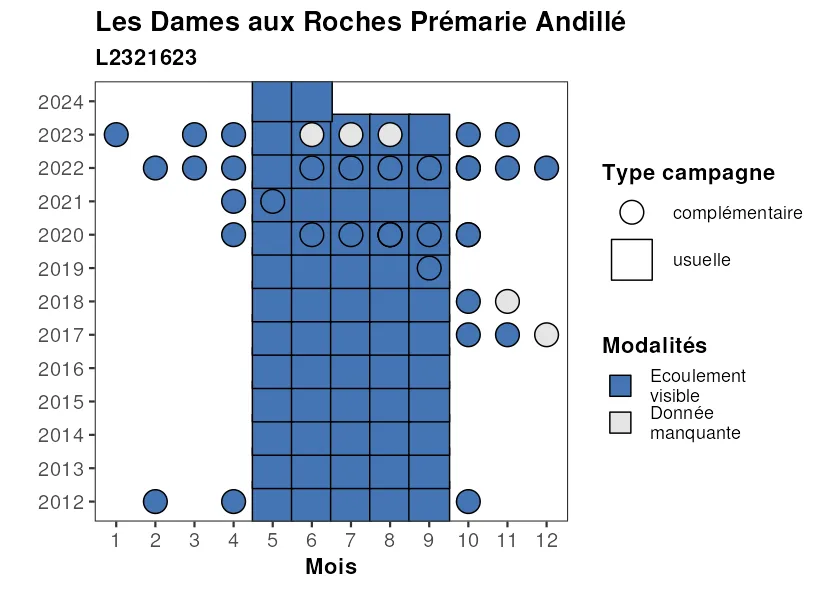 Les Dames aux Roches Prémarie Andillé
L2321623
2024
2023
2022
2021
2020
2019
2018
2017
2016
2015
2014
2013
2012
1 2 3 4 5 6 7 8 9 10 11 12
Mois
Type campagne
complémentaire
usuelle
Modalités
Ecoulement
visible
Donnée
manquante